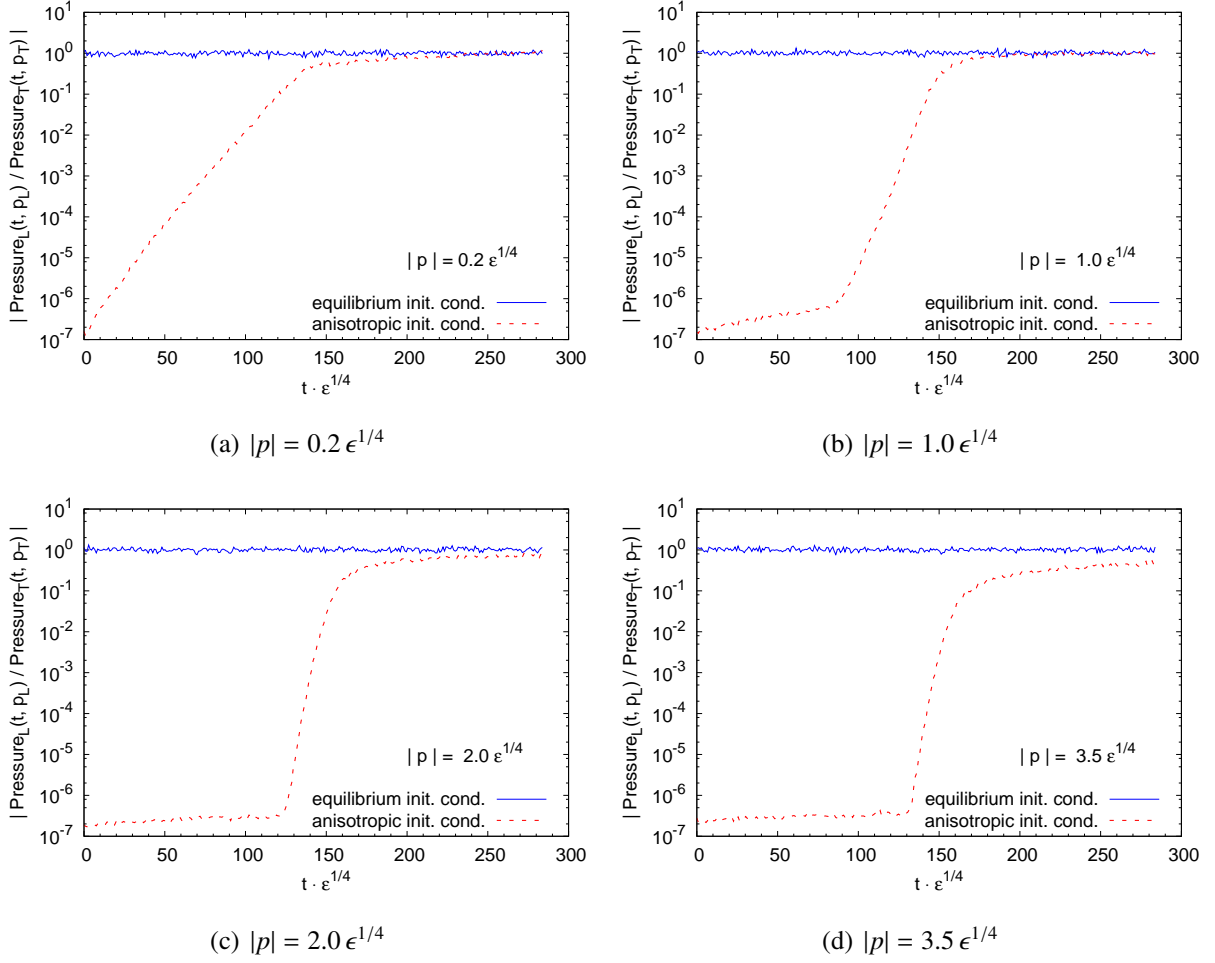 10^1
10^0
10^-1
10^-2
10^-3
10^-4
10^-5
10^-6
10^-7
| Pressure_L(t, p_L) / Pressure_T(t, p_T) |
| p | = 0.2 ε^1/4
equilibrium init. cond.
anisotropic init. cond.
0 50 100 150 200 250 300
t · ε^1/4
(a) |p| = 0.2 ϵ^1/4
10^1
10^0
10^-1
10^-2
10^-3
10^-4
10^-5
10^-6
10^-7
| Pressure_L(t, p_L) / Pressure_T(t, p_T) |
| p | = 1.0 ε^1/4
equilibrium init. cond.
anisotropic init. cond.
0 50 100 150 200 250 300
t · ε^1/4
(b) |p| = 1.0 ϵ^1/4
10^1
10^0
10^-1
10^-2
10^-3
10^-4
10^-5
10^-6
10^-7
| Pressure_L(t, p_L) / Pressure_T(t, p_T) |
| p | = 2.0 ε^1/4
equilibrium init. cond.
anisotropic init. cond.
0 50 100 150 200 250 300
t · ε^1/4
(c) |p| = 2.0 ϵ^1/4
10^1
10^0
10^-1
10^-2
10^-3
10^-4
10^-5
10^-6
10^-7
| Pressure_L(t, p_L) / Pressure_T(t, p_T) |
| p | = 3.5 ε^1/4
equilibrium init. cond.
anisotropic init. cond.
0 50 100 150 200 250 300
t · ε^1/4
(d) |p| = 3.5 ϵ^1/4